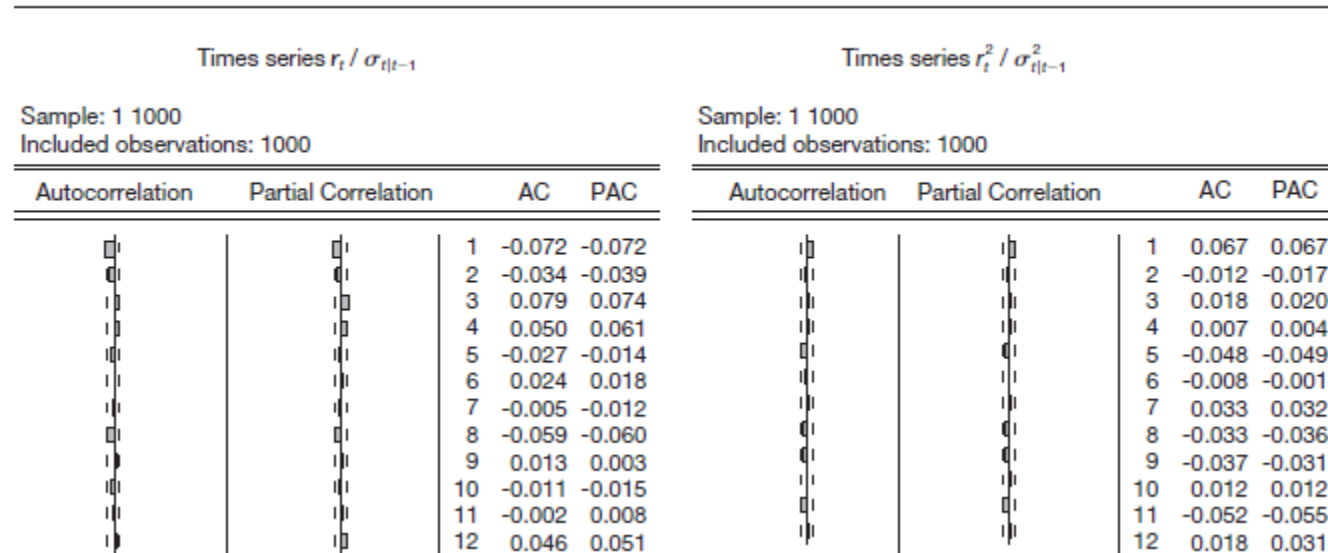 Times series r_t / σ_{t|t−1}
Sample: 1 1000
Included observations: 1000
Autocorrelation Partial Correlation AC PAC
1 -0.072 -0.072
2 -0.034 -0.039
3 0.079 0.074
4 0.050 0.061
5 -0.027 -0.014
6 0.024 0.018
7 -0.005 -0.012
8 -0.059 -0.060
9 0.013 0.003
10 -0.011 -0.015
11 -0.002 0.008
12 0.046 0.051
Times series r_t^2 / σ^2_{t|t−1}
Sample: 1 1000
Included observations: 1000
Autocorrelation Partial Correlation AC PAC
1 0.067 0.067
2 -0.012 -0.017
3 0.018 0.020
4 0.007 0.004
5 -0.048 -0.049
6 -0.008 -0.001
7 0.033 0.032
8 -0.033 -0.036
9 -0.037 -0.031
10 0.012 0.012
11 -0.052 -0.055
12 0.018 0.031